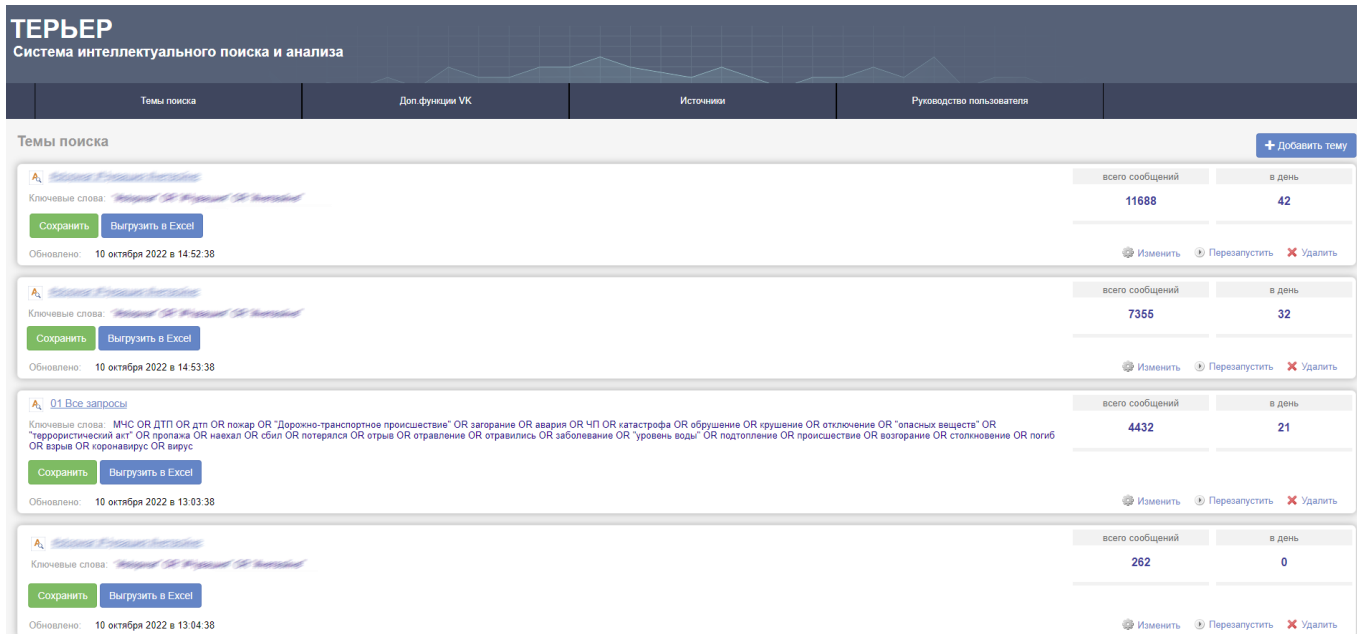 ТЕРЬЕР
Система интеллектуального поиска и анализа
Темы поиска Доп.функции VK Источники Руководство пользователя
Темы поиска
Добавить тему
всего сообщений в день
Ключевые слова:
11688 42
Сохранить Выгрузить в Excel
Обновлено: 10 октября 2022 в 14:52:38
Изменить Перезапустить Удалить
всего сообщений в день
Ключевые слова:
7355 32
Сохранить Выгрузить в Excel
Обновлено: 10 октября 2022 в 14:53:38
Изменить Перезапустить Удалить
01 Все запросы
всего сообщений в день
Ключевые слова: МЧС OR ДТП OR дтп OR пожар OR "Дорожно-транспортное происшествие" OR загорание OR авария OR ЧП OR катастрофа OR обрушение OR крушение OR отключение OR "опасных веществ" OR
"террористический акт" OR пропажа OR наехал OR сбил OR потерялся OR отрыв OR отравление OR отравились OR заболевание OR "уровень воды" OR подтопление OR происшествие OR возгорание OR столкновение OR погиб
OR взрыв OR коронавирус OR вирус
4432 21
Сохранить Выгрузить в Excel
Обновлено: 10 октября 2022 в 13:03:38
Изменить Перезапустить Удалить
всего сообщений в день
Ключевые слова:
262 0
Сохранить Выгрузить в Excel
Обновлено: 10 октября 2022 в 13:04:38
Изменить Перезапустить Удалить